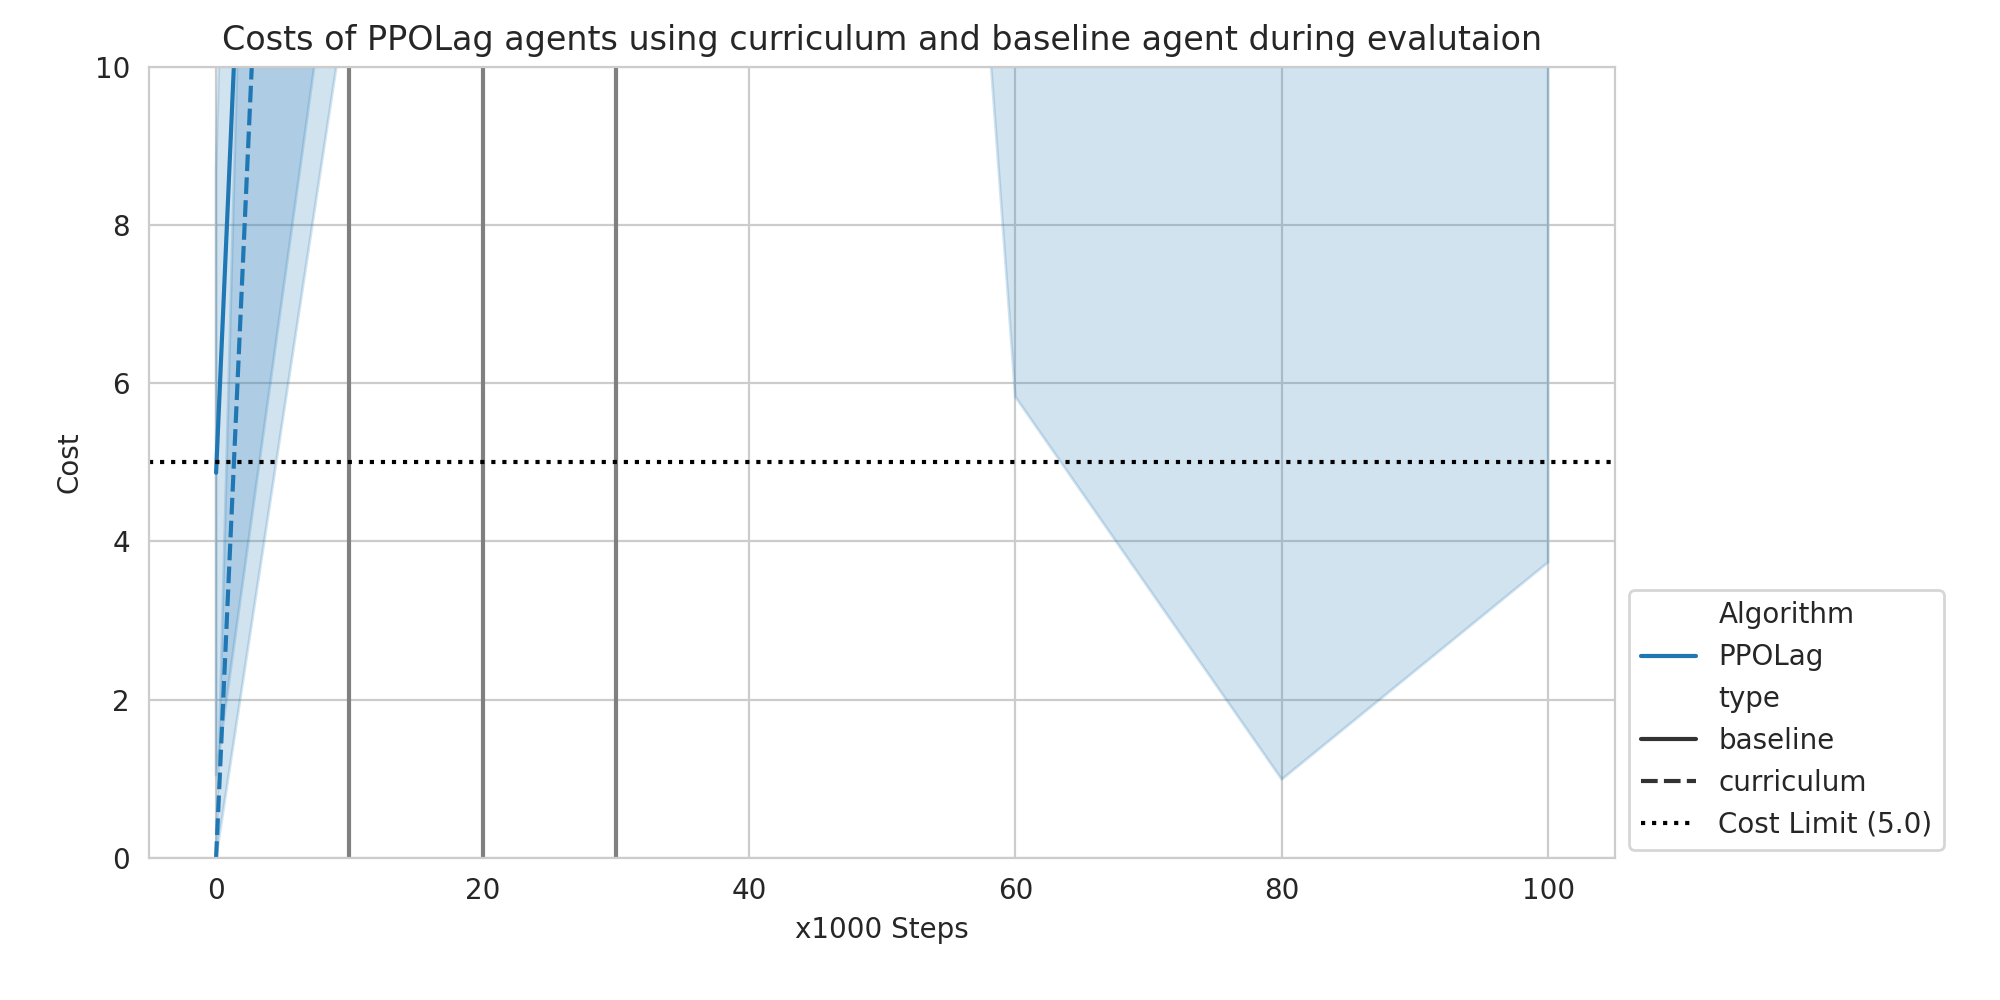 Costs of PPOLag agents using curriculum and baseline agent during evalutaion
10
8
6
4
2
0
Cost
0 20 40 60 80 100
x1000 Steps
Algorithm
PPOLag
type
baseline
curriculum
Cost Limit (5.0)